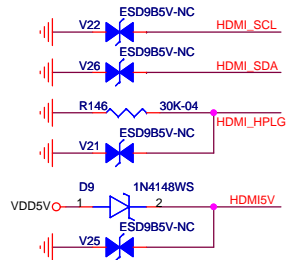 ESD9B5V-NC
V22 HDMI_SCL
ESD9B5V-NC
V26 HDMI_SDA
R146 30K-04
HDMI_HPLG
ESD9B5V-NC
V21
D9 1N4148WS
VDD5V 1 2 HDMI5V
ESD9B5V-NC
V25